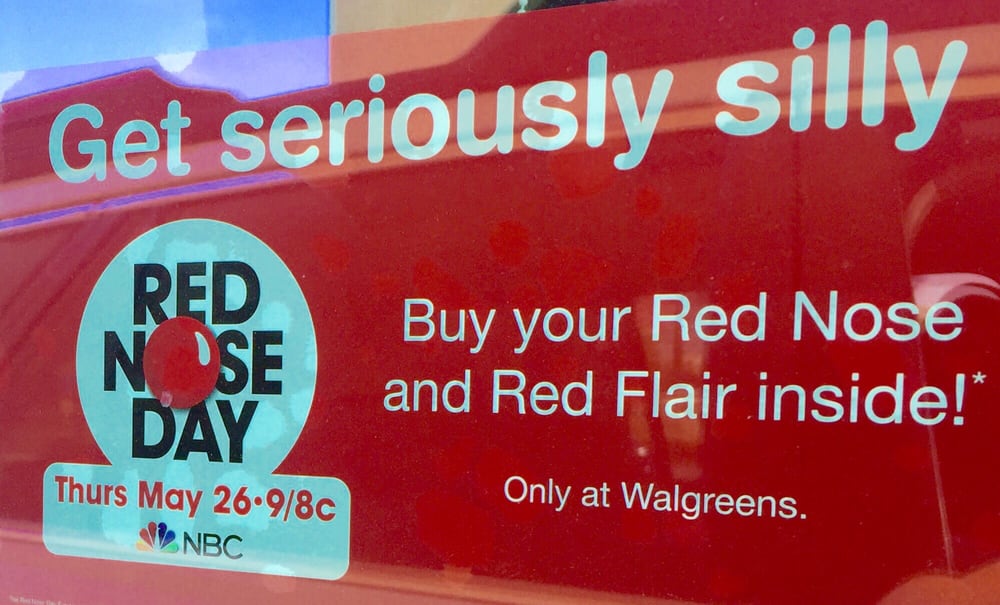 Get seriously silly
RED
NOSE
DAY
Thurs May 26•9/8c
NBC
Buy your Red Nose
and Red Flair inside!*
Only at Walgreens.